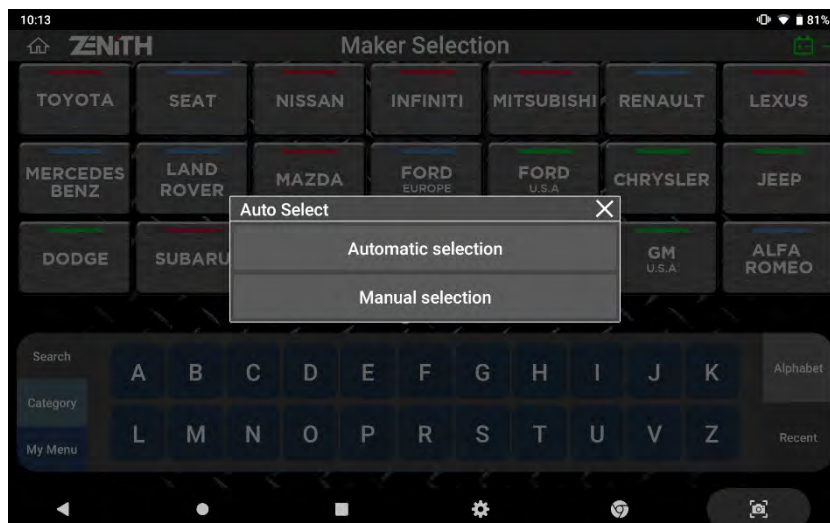 10:13
81%
ZENITH
Maker Selection
TOYOTA
SEAT
NISSAN
INFINITI
MITSUBISHI
RENAULT
LEXUS
MERCEDES
BENZ
LAND
ROVER
MAZDA
FORD
EUROPE
FORD
U.S.A
CHRYSLER
JEEP
Auto Select
Automatic selection
Manual selection
DODGE
SUBARU
GM
U.S.A
ALFA
ROMEO
Search
Category
My Menu
A B C D E F G H I J K
L M N O P R S T U V Z
Alphabet
Recent